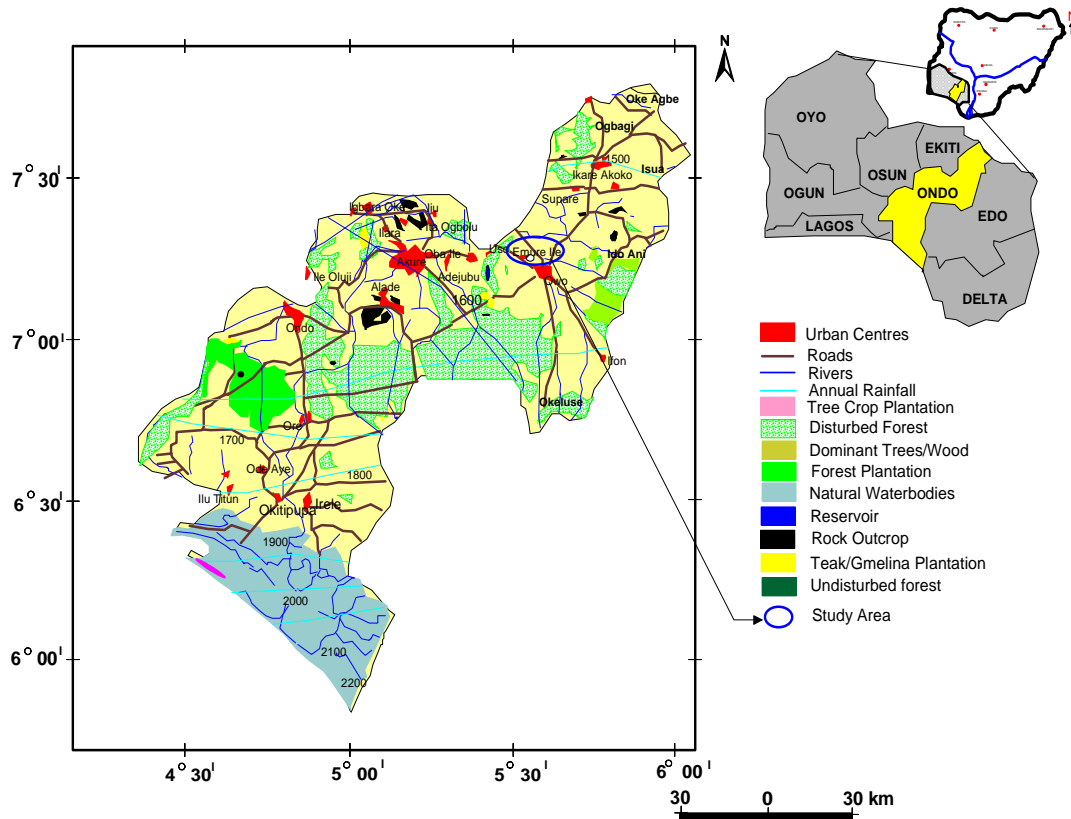 N
N
OYO
EKITI
OSUN
ONDO
OGUN
EDO
LAGOS
DELTA
Oke Agbe
Ogbagi
1500
Isua
Ikare Akoko
Supare
Igbara Oke
Iju
Ita Ogbolu
Ilara
Uso
Emure Ile
Oba Ile
Ido Ani
Akure
Ile Oluji
Adejubu
Owo
Alade
1600
Ondo
Ifon
Okeluse
Ore
1700
Ode Aye
1800
Ilu Titun
Okitipupa
Irele
1900
2000
2100
2200
7° 30'
7° 00'
6° 30'
6° 00'
4° 30'
5° 00'
5° 30'
6° 00'
Urban Centres
Roads
Rivers
Annual Rainfall
Tree Crop Plantation
Disturbed Forest
Dominant Trees/Wood
Forest Plantation
Natural Waterbodies
Reservoir
Rock Outcrop
Teak/Gmelina Plantation
Undisturbed forest
Study Area
30 0 30 km